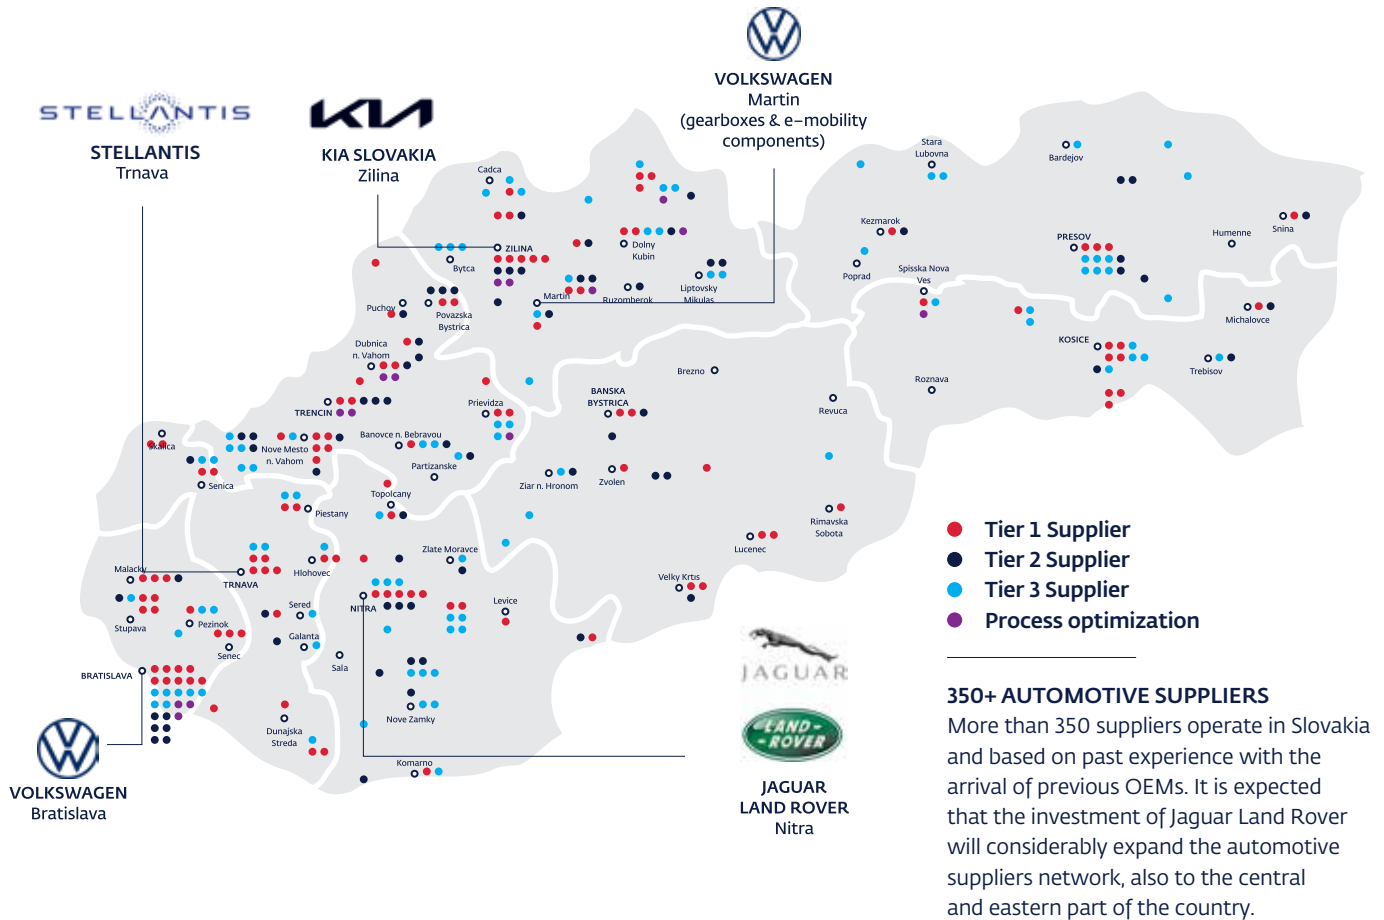 STELLANTIS
STELLANTIS
Trnava
KIA
KIA SLOVAKIA
Zilina
VOLKSWAGEN
Martin
(gearboxes & e-mobility
components)
Cadca
ZILINA
Bytca
Dolny
Kubin
Martin
Ruzomberok
Liptovsky
Mikulas
Puchov
Povazska
Bystrica
Dubnica
n. Vahom
TRENCIN
Prievidza
Banovce n. Bebravou
Partizanske
Skalica
Nove Mesto
n. Vahom
Senica
Piestany
Topolcany
Stara
Lubovna
Bardejov
Kezmarok
Poprad
Spisska Nova
Ves
PRESOV
Humenne
Snina
Michalovce
KOSICE
Trebisov
Roznava
Brezno
BANSKA
BYSTRICA
Revuca
Ziar n. Hronom
Zvolen
Rimavska
Sobota
Lucenec
Velky Krtis
Malacky
TRNAVA
Hlohovec
Zlate Moravce
Stupava
Pezinok
Senec
Sered
Galanta
NITRA
Levice
Sala
BRATISLAVA
Dunajska
Streda
Nove Zamky
Komarno
VOLKSWAGEN
Bratislava
JAGUAR
LAND-
-ROVER
JAGUAR
LAND ROVER
Nitra
Tier 1 Supplier
Tier 2 Supplier
Tier 3 Supplier
Process optimization
350+ AUTOMOTIVE SUPPLIERS
More than 350 suppliers operate in Slovakia
and based on past experience with the
arrival of previous OEMs. It is expected
that the investment of Jaguar Land Rover
will considerably expand the automotive
suppliers network, also to the central
and eastern part of the country.